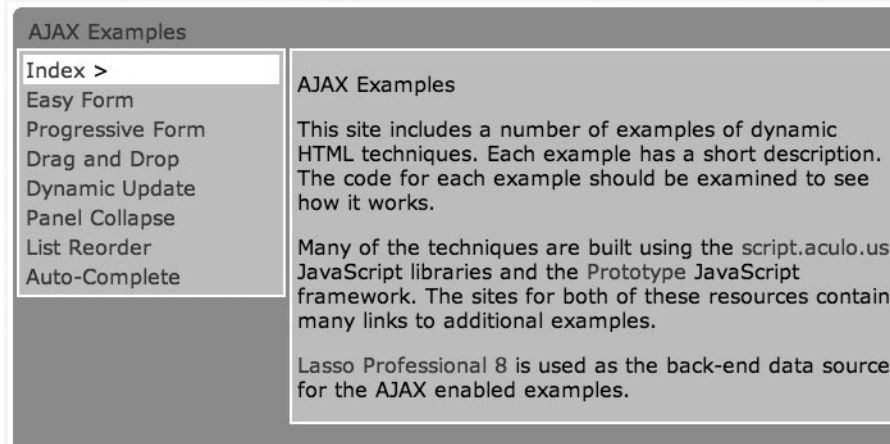 AJAX Examples
Index >
Easy Form
Progressive Form
Drag and Drop
Dynamic Update
Panel Collapse
List Reorder
Auto-Complete
AJAX Examples
This site includes a number of examples of dynamic
HTML techniques. Each example has a short description.
The code for each example should be examined to see
how it works.
Many of the techniques are built using the script.aculo.us
JavaScript libraries and the Prototype JavaScript
framework. The sites for both of these resources contain
many links to additional examples.
Lasso Professional 8 is used as the back-end data source
for the AJAX enabled examples.